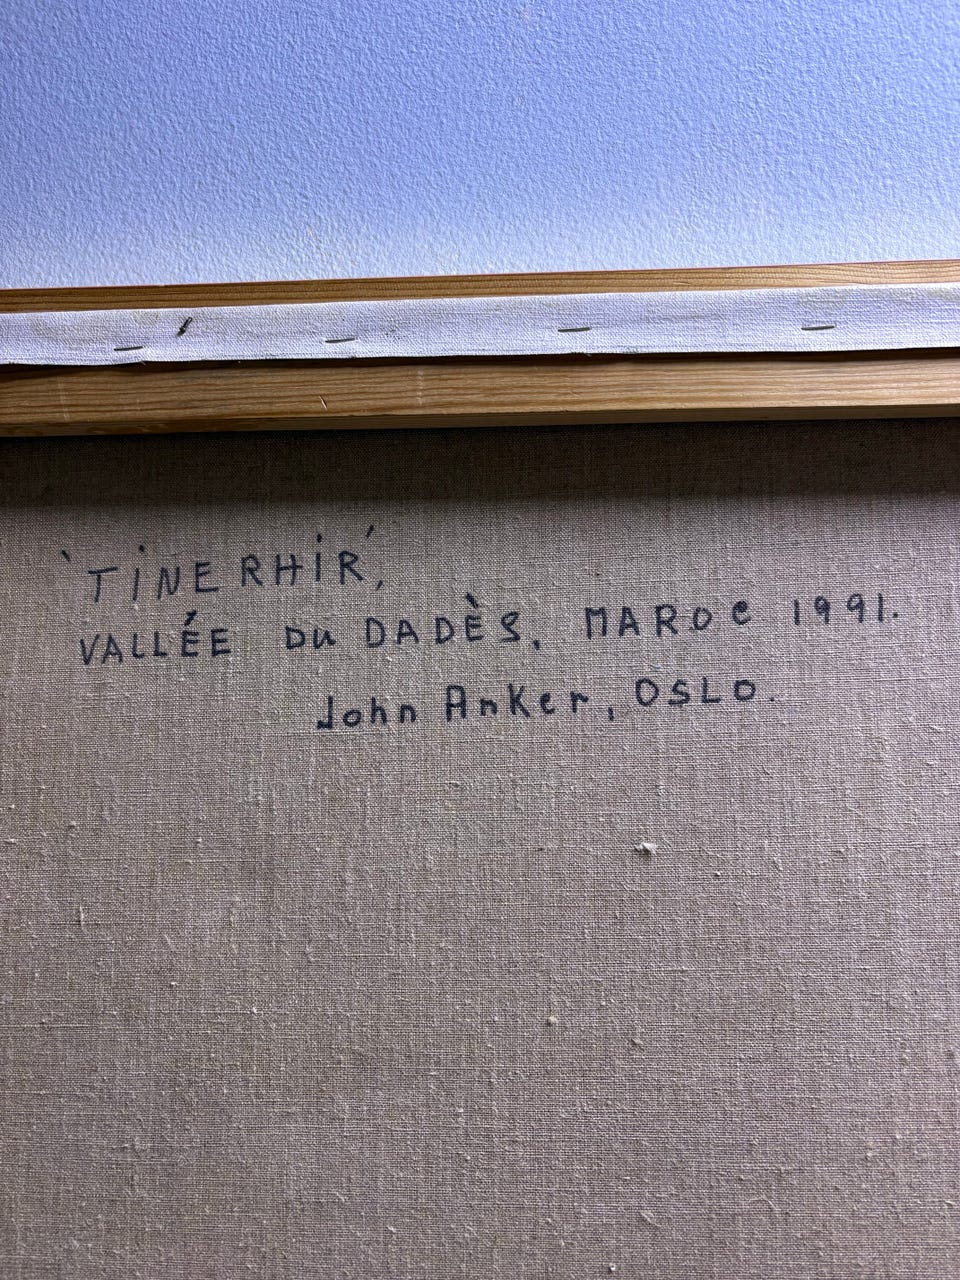 'TiNERHiR',
VALLÉE Du DADÈS, MAROC 1991.
John Anker, OSLO.